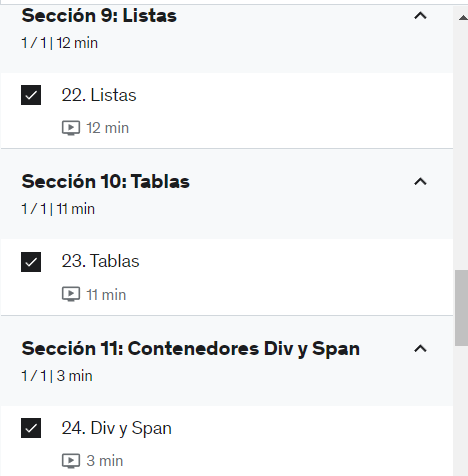 Sección 9: Listas
1 / 1 | 12 min
22. Listas
12 min
Sección 10: Tablas
1 / 1 | 11 min
23. Tablas
11 min
Sección 11: Contenedores Div y Span
1 / 1 | 3 min
24. Div y Span
3 min